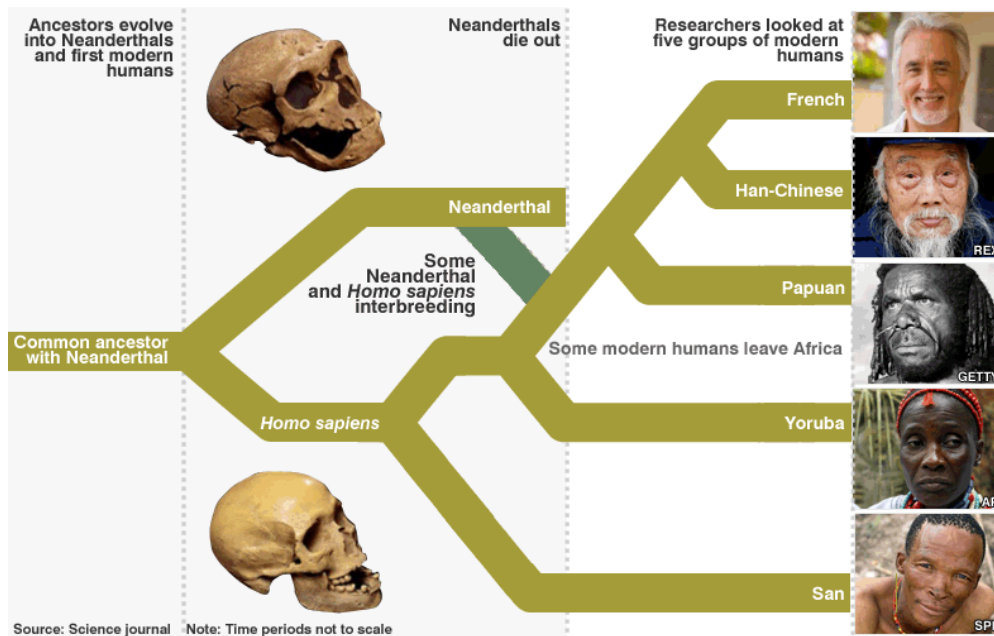 Ancestors evolve
into Neanderthals
and first modern
humans
Neanderthals
die out
Researchers looked at
five groups of modern
humans
French
Han-Chinese
REX
Neanderthal
Some
Neanderthal
and Homo sapiens
interbreeding
Papuan
Common ancestor
with Neanderthal
Some modern humans leave Africa
GETTY
Homo sapiens
Yoruba
AP
San
SPL
Source: Science journal
Note: Time periods not to scale